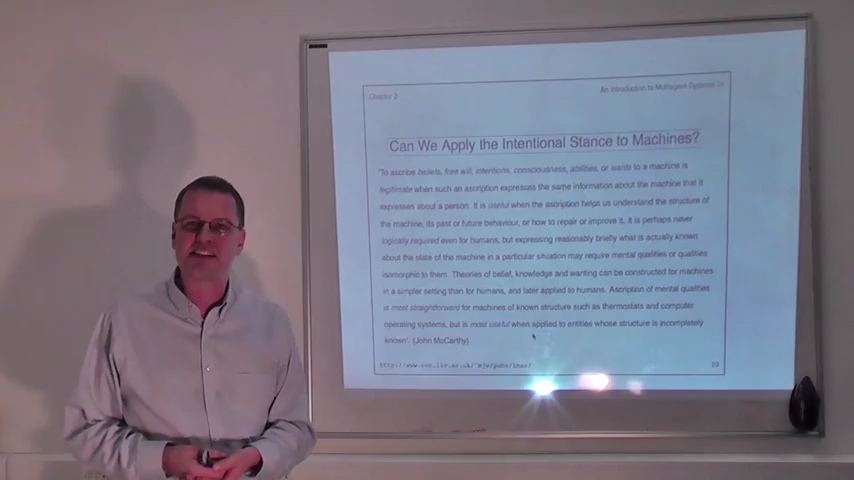 Chapter 2
An Introduction to Multiagent Systems
Can We Apply the Intentional Stance to Machines?
'To ascribe beliefs, free will, intentions, consciousness, abilities, or wants to a machine is
legitimate when such an ascription expresses the same information about the machine that it
expresses about a person. It is useful when the ascription helps us understand the structure of
the machine, its past or future behaviour, or how to repair or improve it. It is perhaps never
logically required even for humans, but expressing reasonably briefly what is actually known
about the state of the machine in a particular situation may require mental qualities or qualities
isomorphic to them. Theories of belief, knowledge and wanting can be constructed for machines
in a simpler setting than for humans, and later applied to humans. Ascription of mental qualities
is most straightforward for machines of known structure such as thermostats and computer
operating systems, but is most useful when applied to entities whose structure is incompletely
known'. (John McCarthy)